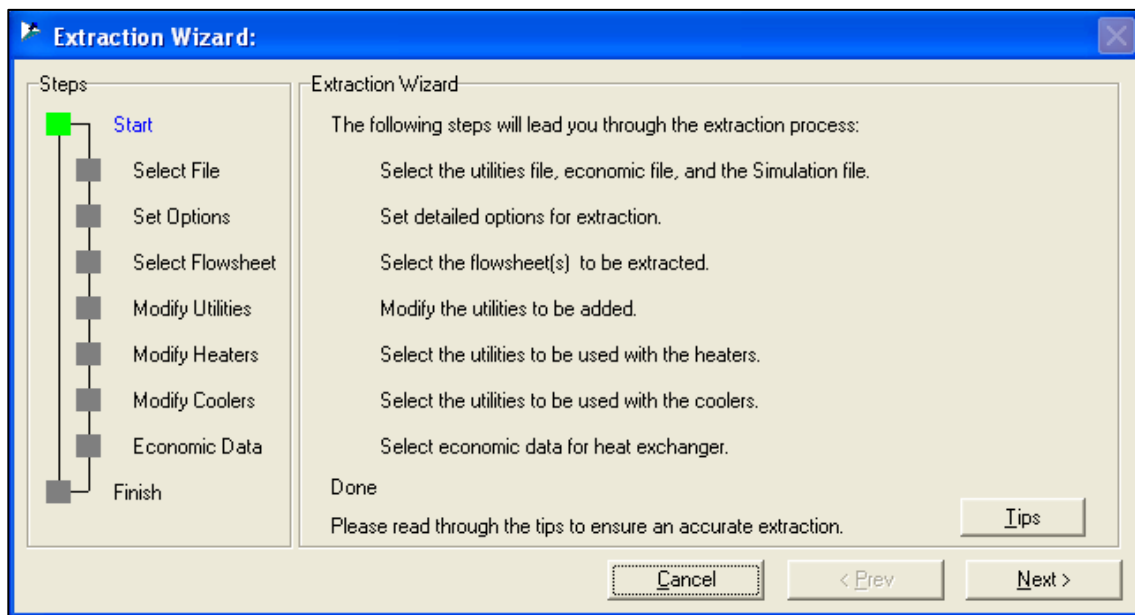 Extraction Wizard:
Steps
Start
Select File
Set Options
Select Flowsheet
Modify Utilities
Modify Heaters
Modify Coolers
Economic Data
Finish
Extraction Wizard
The following steps will lead you through the extraction process:
Select the utilities file, economic file, and the Simulation file.
Set detailed options for extraction.
Select the flowsheet(s) to be extracted.
Modify the utilities to be added.
Select the utilities to be used with the heaters.
Select the utilities to be used with the coolers.
Select economic data for heat exchanger.
Done
Please read through the tips to ensure an accurate extraction.
Tips
Cancel
< Prev
Next >